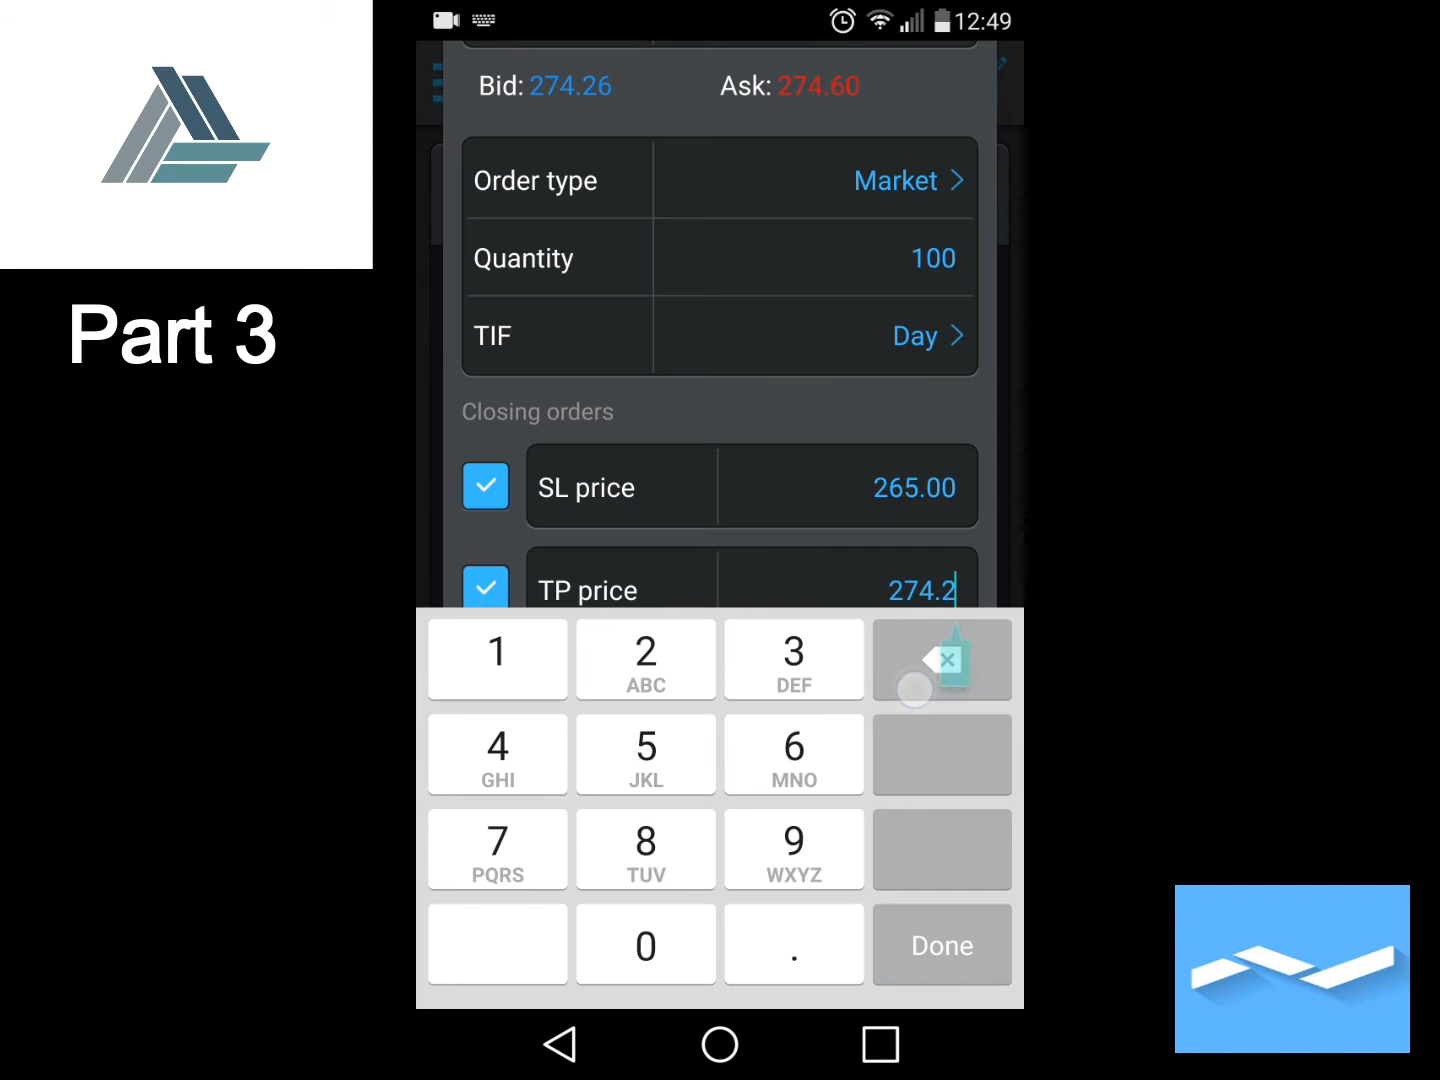 12:49
Bid: 274.26 Ask: 274.60
Order type Market
Quantity 100
TIF Day
Closing orders
SL price 265.00
TP price 274.2
Part 3
1 2 3
ABC DEF
4 5 6
GHI JKL MNO
7 8 9
PQRS TUV WXYZ
0 . Done